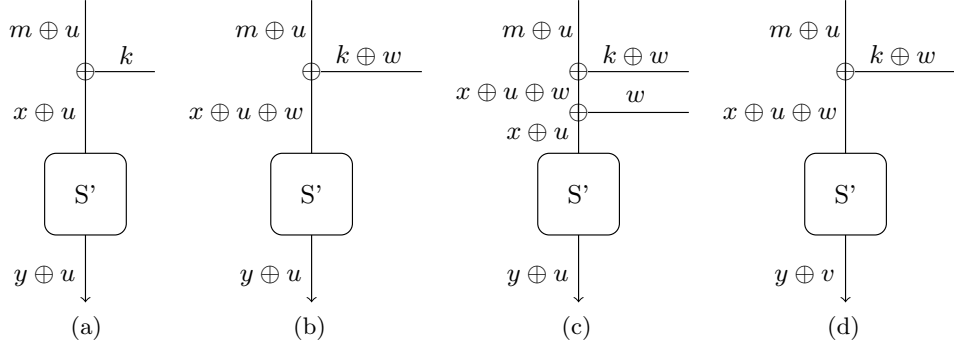 m ⊕ u
k
x ⊕ u
S'
y ⊕ u
(a)
m ⊕ u
k ⊕ w
x ⊕ u ⊕ w
S'
y ⊕ u
(b)
m ⊕ u
k ⊕ w
x ⊕ u ⊕ w
w
x ⊕ u
S'
y ⊕ u
(c)
m ⊕ u
k ⊕ w
x ⊕ u ⊕ w
S'
y ⊕ v
(d)